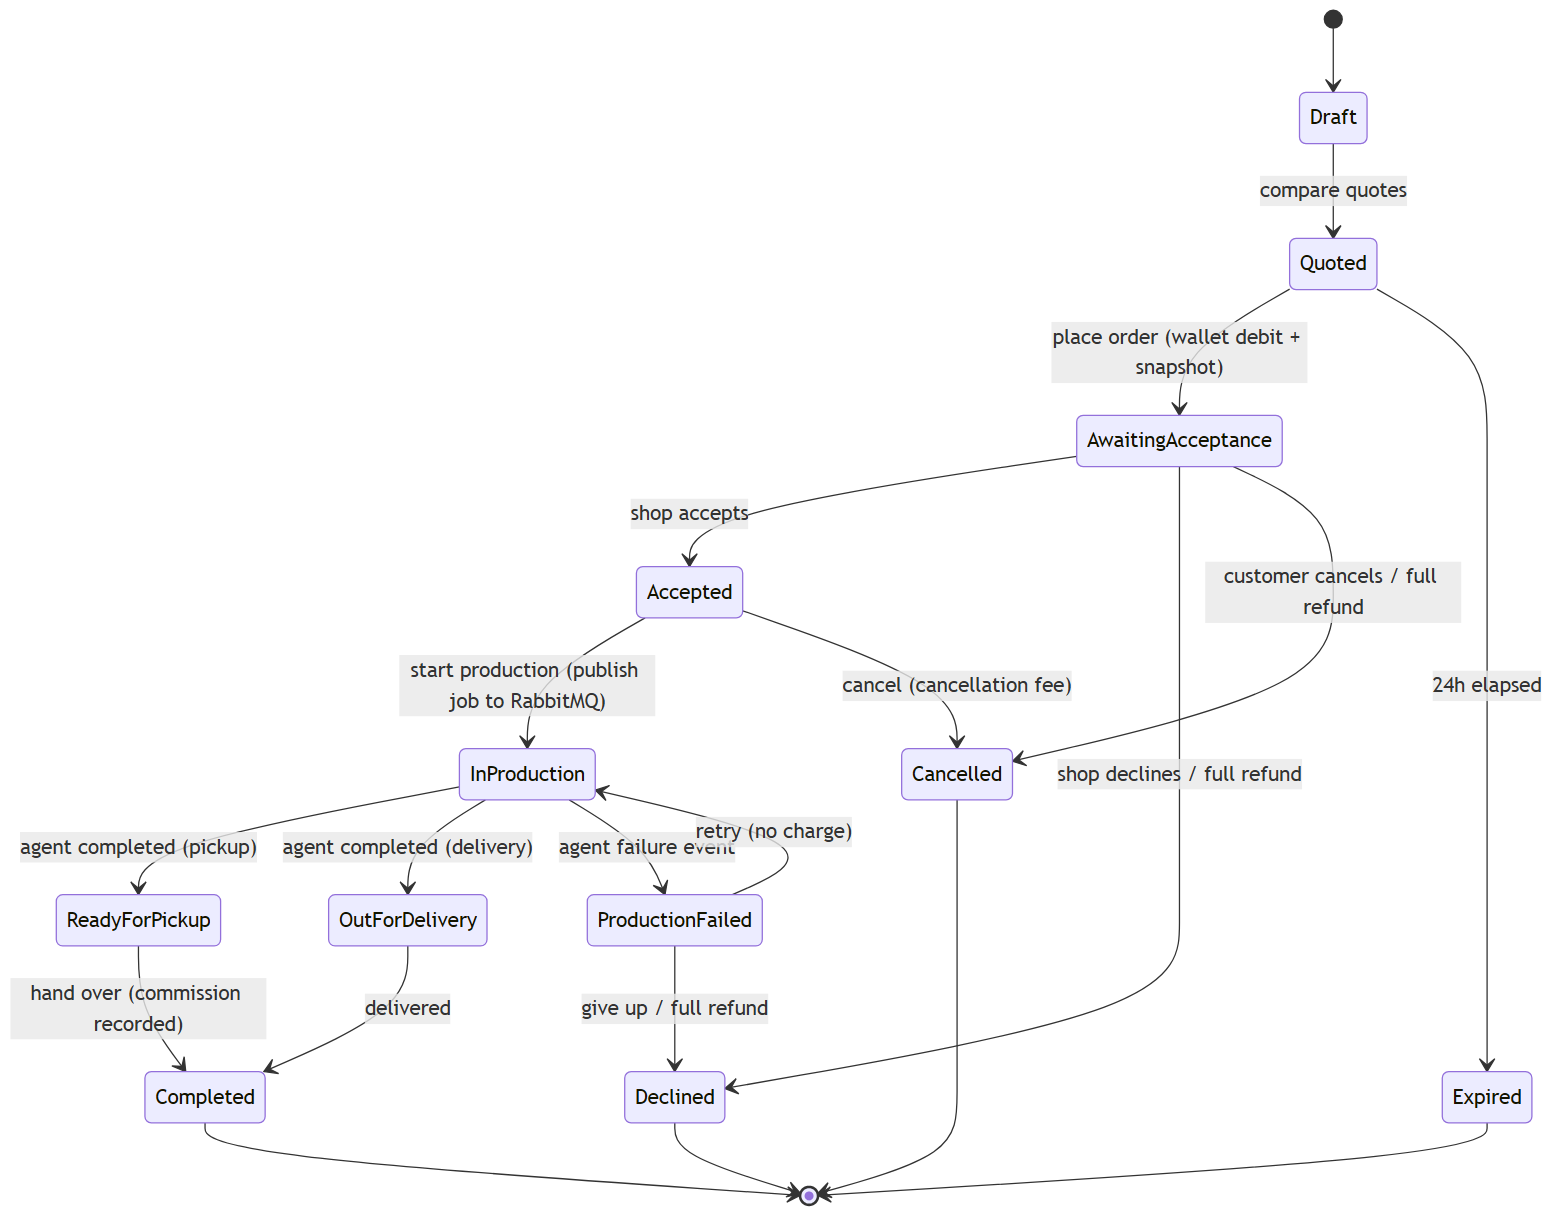 Draft
compare quotes
Quoted
place order (wallet debit +
snapshot)
AwaitingAcceptance
shop accepts
Accepted
customer cancels / full
refund
start production (publish
job to RabbitMQ)
cancel (cancellation fee)
24h elapsed
InProduction
Cancelled
shop declines / full refund
agent completed (pickup)
agent completed (delivery)
agent failure event
retry (no charge)
ReadyForPickup
OutForDelivery
ProductionFailed
hand over (commission
recorded)
delivered
give up / full refund
Completed
Declined
Expired